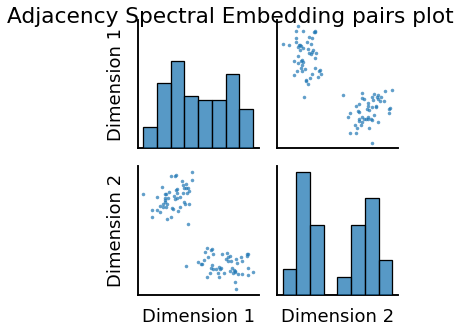 Adjacency Spectral Embedding pairs plot
Dimension 1
Dimension 2
Dimension 1
Dimension 2